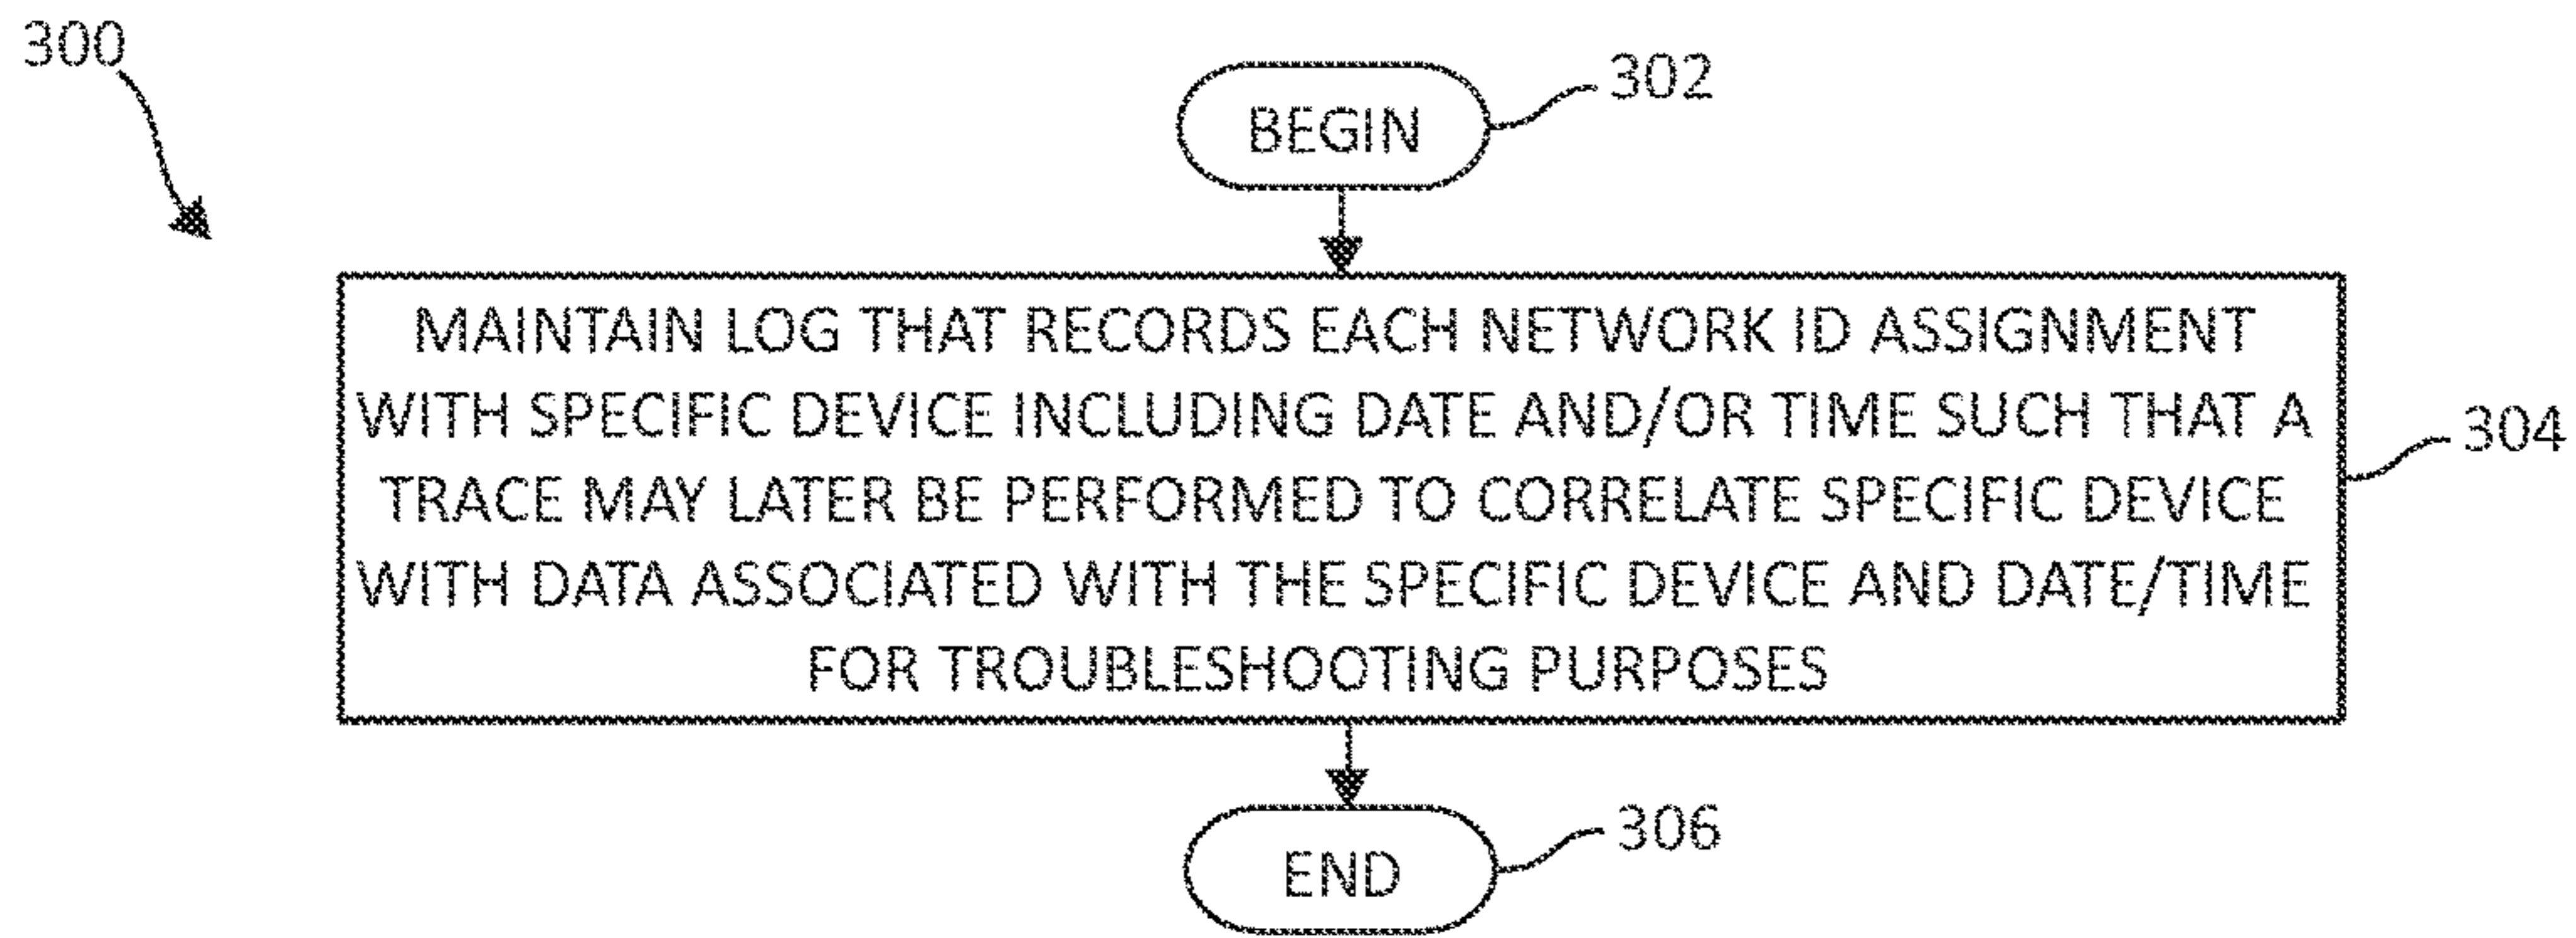 300
302
BEGIN
MAINTAIN LOG THAT RECORDS EACH NETWORK ID ASSIGNMENT
WITH SPECIFIC DEVICE INCLUDING DATE AND/OR TIME SUCH THAT A
TRACE MAY LATER BE PERFORMED TO CORRELATE SPECIFIC DEVICE
WITH DATA ASSOCIATED WITH THE SPECIFIC DEVICE AND DATE/TIME
FOR TROUBLESHOOTING PURPOSES
304
306
END